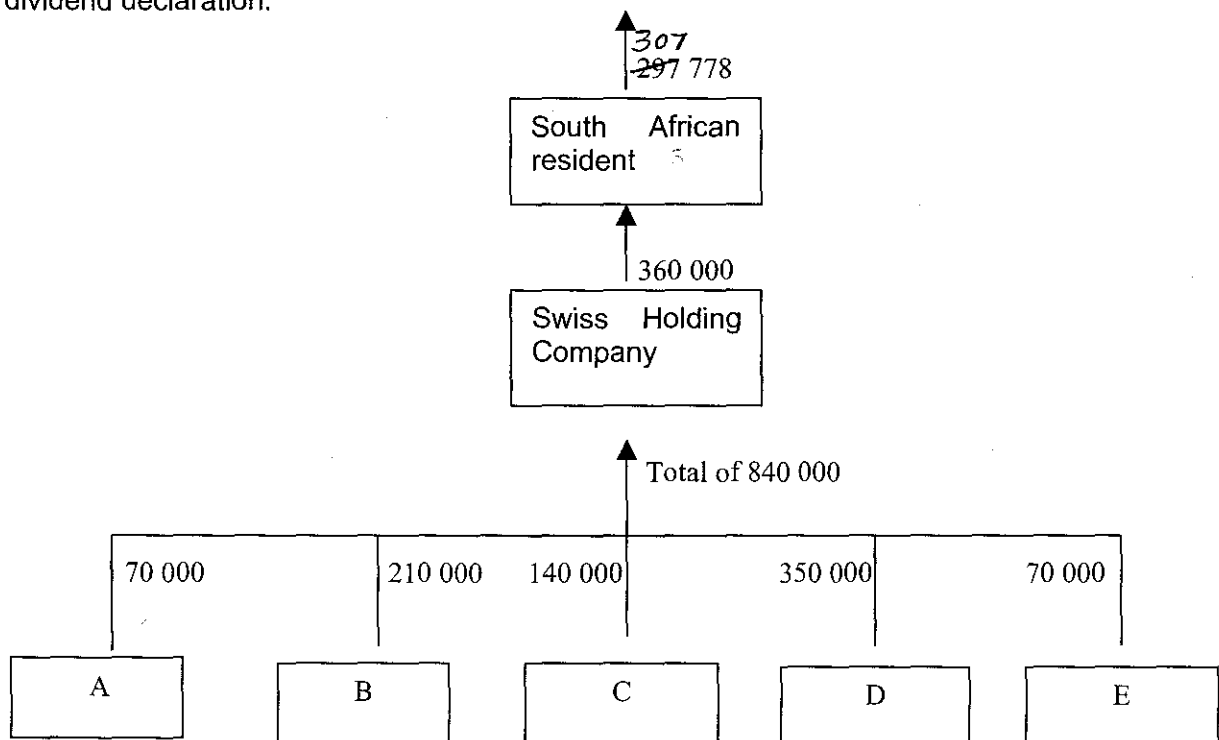 dividend declaration.
307
297 778
South African
resident
360 000
Swiss Holding
Company
Total of 840 000
70 000 210 000 140 000 350 000 70 000
A B C D E